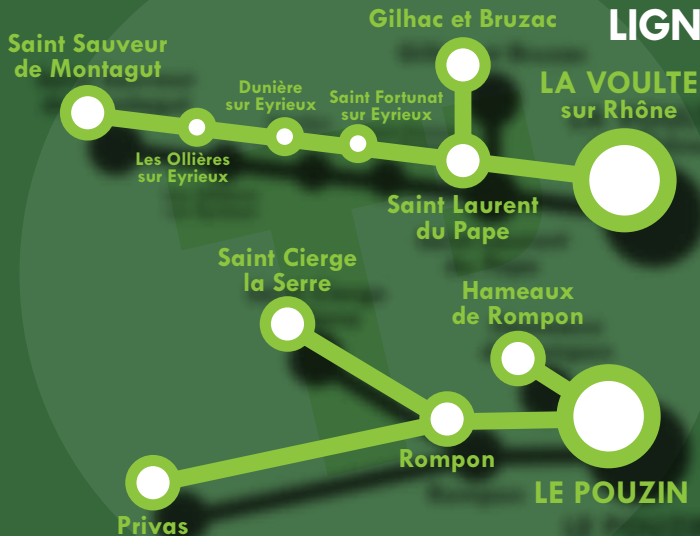 Gilhac et Bruzac
LIGN
Saint Sauveur
de Montagut
LA VOULTE
sur Rhône
Dunière
sur Eyrieux
Saint Fortunat
sur Eyrieux
Les Ollières
sur Eyrieux
Saint Laurent
du Pape
Saint Cierge
la Serre
Hameaux
de Rompon
Rompon
LE POUZIN
Privas